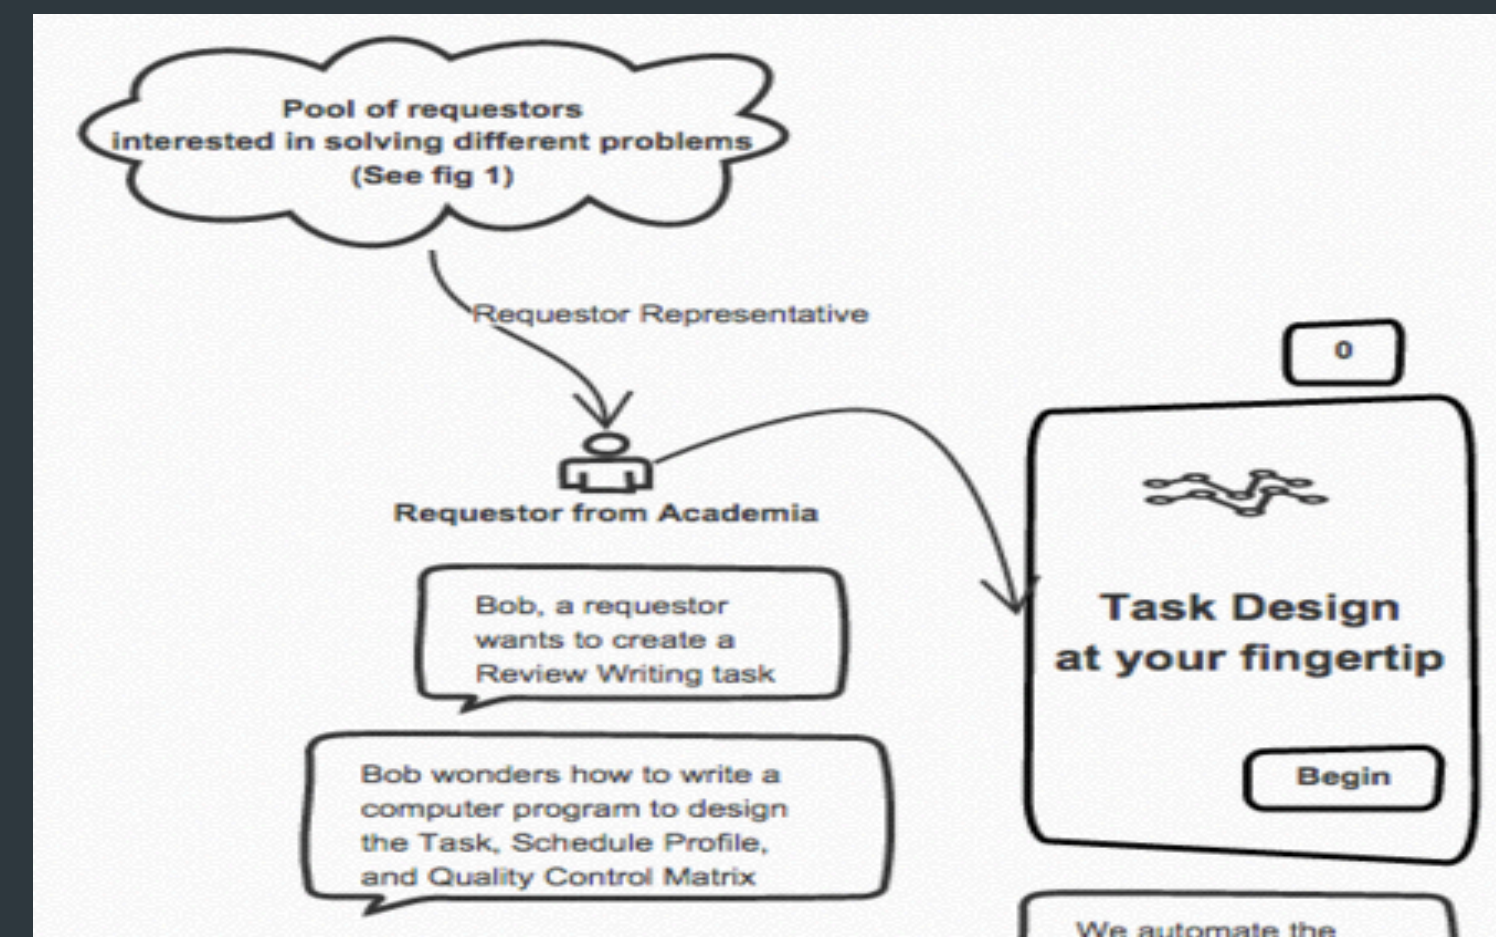 Pool of requestors
interested in solving different problems
(See fig 1)
Requestor Representative
Requestor from Academia
Bob, a requestor
wants to create a
Review Writing task
Bob wonders how to write a
computer program to design
the Task, Schedule Profile,
and Quality Control Matrix
0
Task Design
at your fingertip
Begin
We automate the